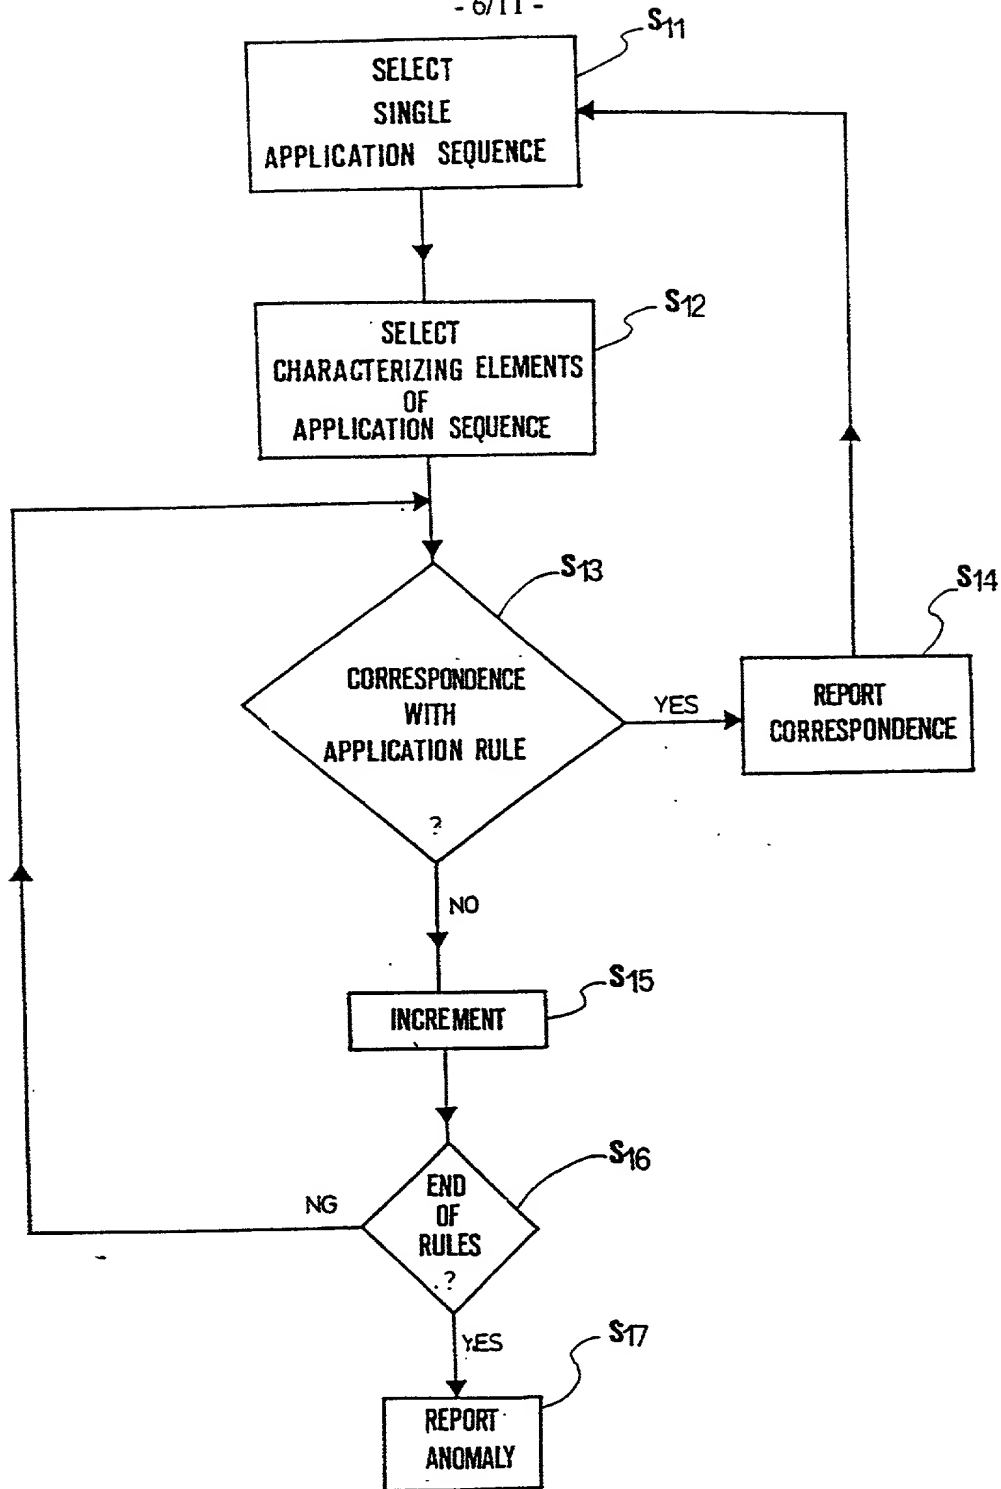 - 6/11 -
S11
SELECT
SINGLE
APPLICATION SEQUENCE
S12
SELECT
CHARACTERIZING ELEMENTS
OF
APPLICATION SEQUENCE
S13
CORRESPONDENCE
WITH
APPLICATION RULE
?
YES
S14
REPORT
CORRESPONDENCE
NO
S15
INCREMENT
S16
END
OF
RULES
?
NG
YES
S17
REPORT
ANOMALY